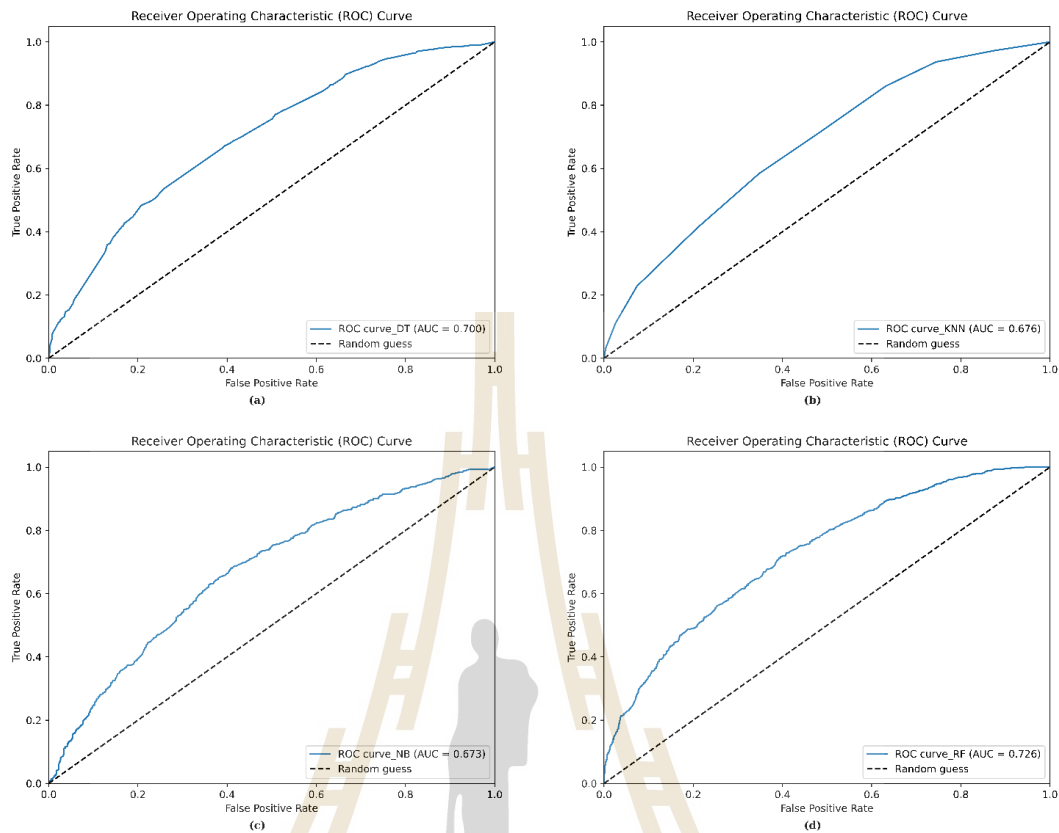 Receiver Operating Characteristic (ROC) Curve
1.0
0.8
0.6
0.4
0.2
0.0
True Positive Rate
ROC curve_DT (AUC = 0.700)
Random guess
0.0 0.2 0.4 0.6 0.8 1.0
False Positive Rate
(a)
Receiver Operating Characteristic (ROC) Curve
1.0
0.8
0.6
0.4
0.2
0.0
True Positive Rate
ROC curve_KNN (AUC = 0.676)
Random guess
0.0 0.2 0.4 0.6 0.8 1.0
False Positive Rate
(b)
Receiver Operating Characteristic (ROC) Curve
1.0
0.8
0.6
0.4
0.2
0.0
True Positive Rate
ROC curve_NB (AUC = 0.673)
Random guess
0.0 0.2 0.4 0.6 0.8 1.0
False Positive Rate
(c)
Receiver Operating Characteristic (ROC) Curve
1.0
0.8
0.6
0.4
0.2
0.0
True Positive Rate
ROC curve_RF (AUC = 0.726)
Random guess
0.0 0.2 0.4 0.6 0.8 1.0
False Positive Rate
(d)